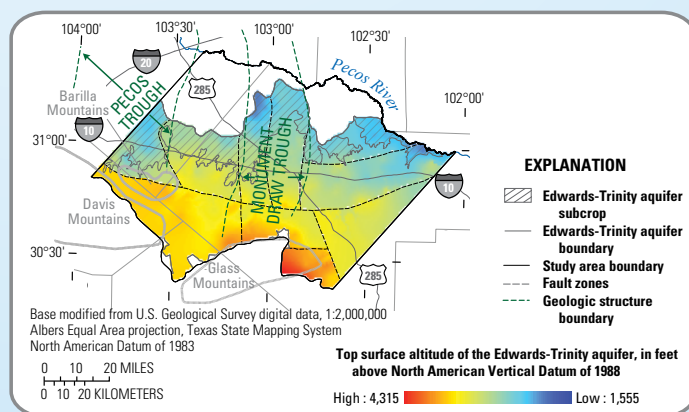 104°00'
103°30'
103°00'
102°30'
102°00'
20
285
Pecos River
Barilla
Mountains
PECOS
TROUGH
10
31°00'
MONUMENT
DRAW TROUGH
10
Davis
Mountains
30°30'
Glass
Mountains
285
EXPLANATION
Edwards-Trinity aquifer
subcrop
Edwards-Trinity aquifer
boundary
Study area boundary
Fault zones
Geologic structure
boundary
Base modified from U.S. Geological Survey digital data, 1:2,000,000
Albers Equal Area projection, Texas State Mapping System
North American Datum of 1983
0 10 20 MILES
0 10 20 KILOMETERS
Top surface altitude of the Edwards-Trinity aquifer, in feet
above North American Vertical Datum of 1988
High : 4,315 Low : 1,555